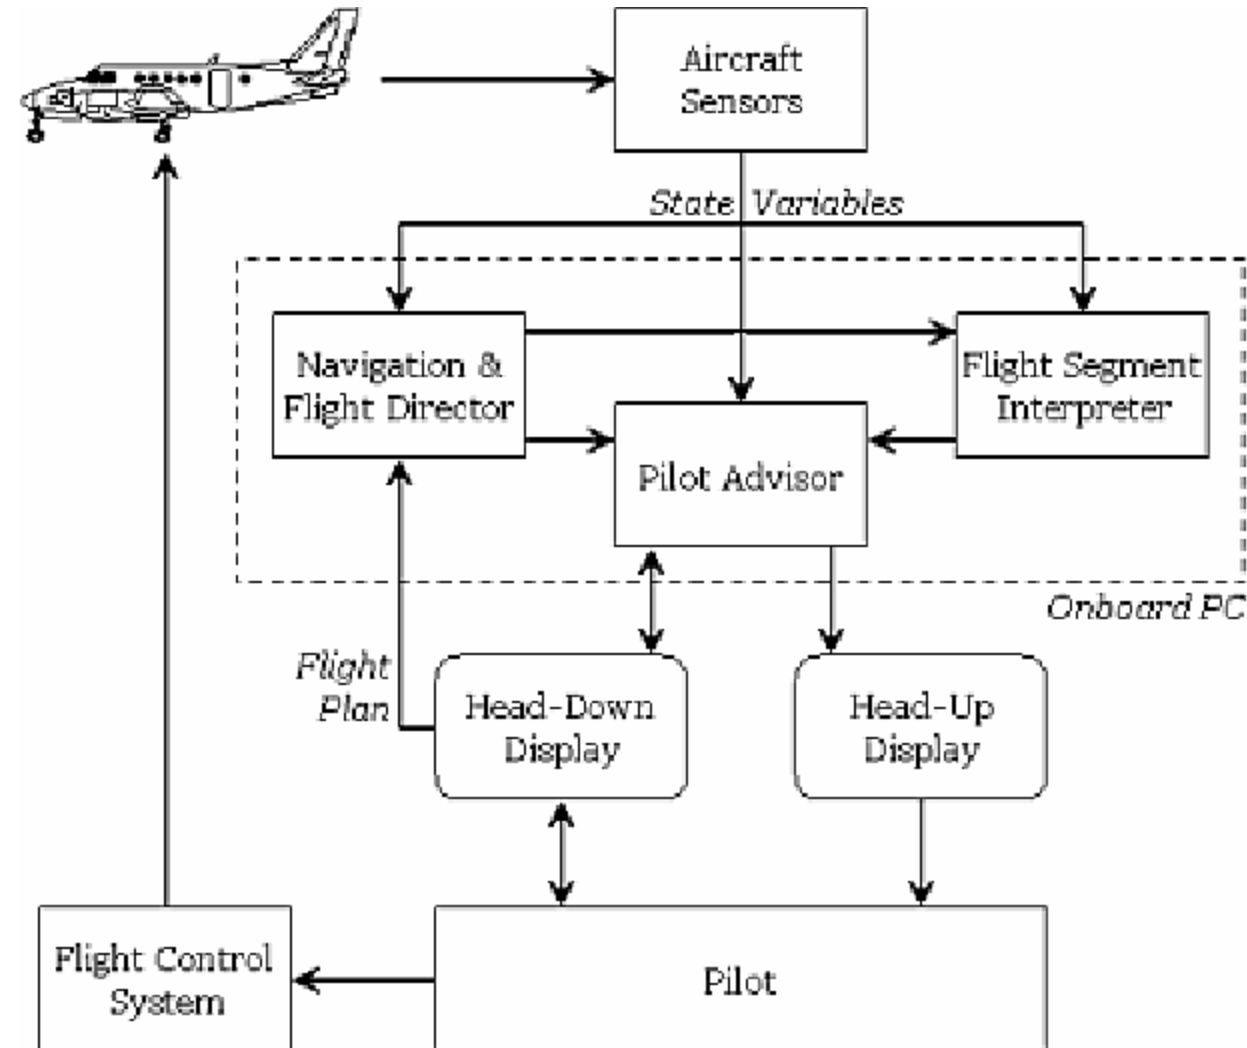 Aircraft
Sensors
State Variables
Navigation &
Flight Director
Flight Segment
Interpreter
Pilot Advisor
Onboard PC
Flight
Plan
Head-Down
Display
Head-Up
Display
Flight Control
System
Pilot